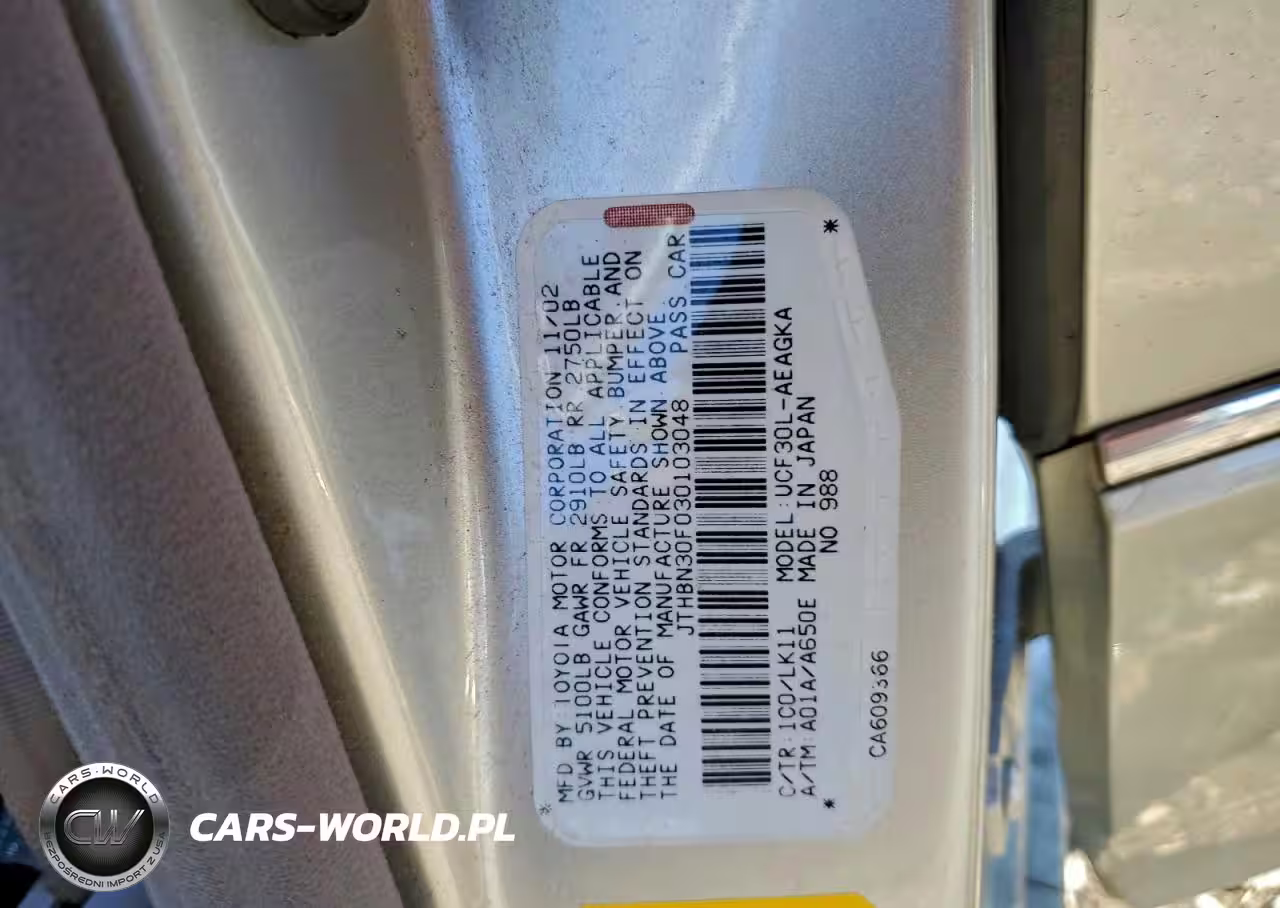 MFD BY:TOYOTA MOTOR CORPORATION 11/02
GVWR 5100LB GAWR FR 2910LB RR 2750LB
THIS VEHICLE CONFORMS TO ALL APPLICABLE
FEDERAL MOTOR VEHICLE SAFETY BUMPER, AND
THEFT PREVENTION STANDARDS IN EFFECT ON
THE DATE OF MANUFACTURE SHOWN ABOVE.
JTHBN30F030103048 PASS CAR
C/TR:1C0/LK11 MODEL:UCF30L-AEAGKA
A/TM:A01A/A650E MADE IN JAPAN
NO 988
CA609366
CARS-WORLD
CW
BEZPOŚREDNI IMPORT Z USA
CARS-WORLD.PL